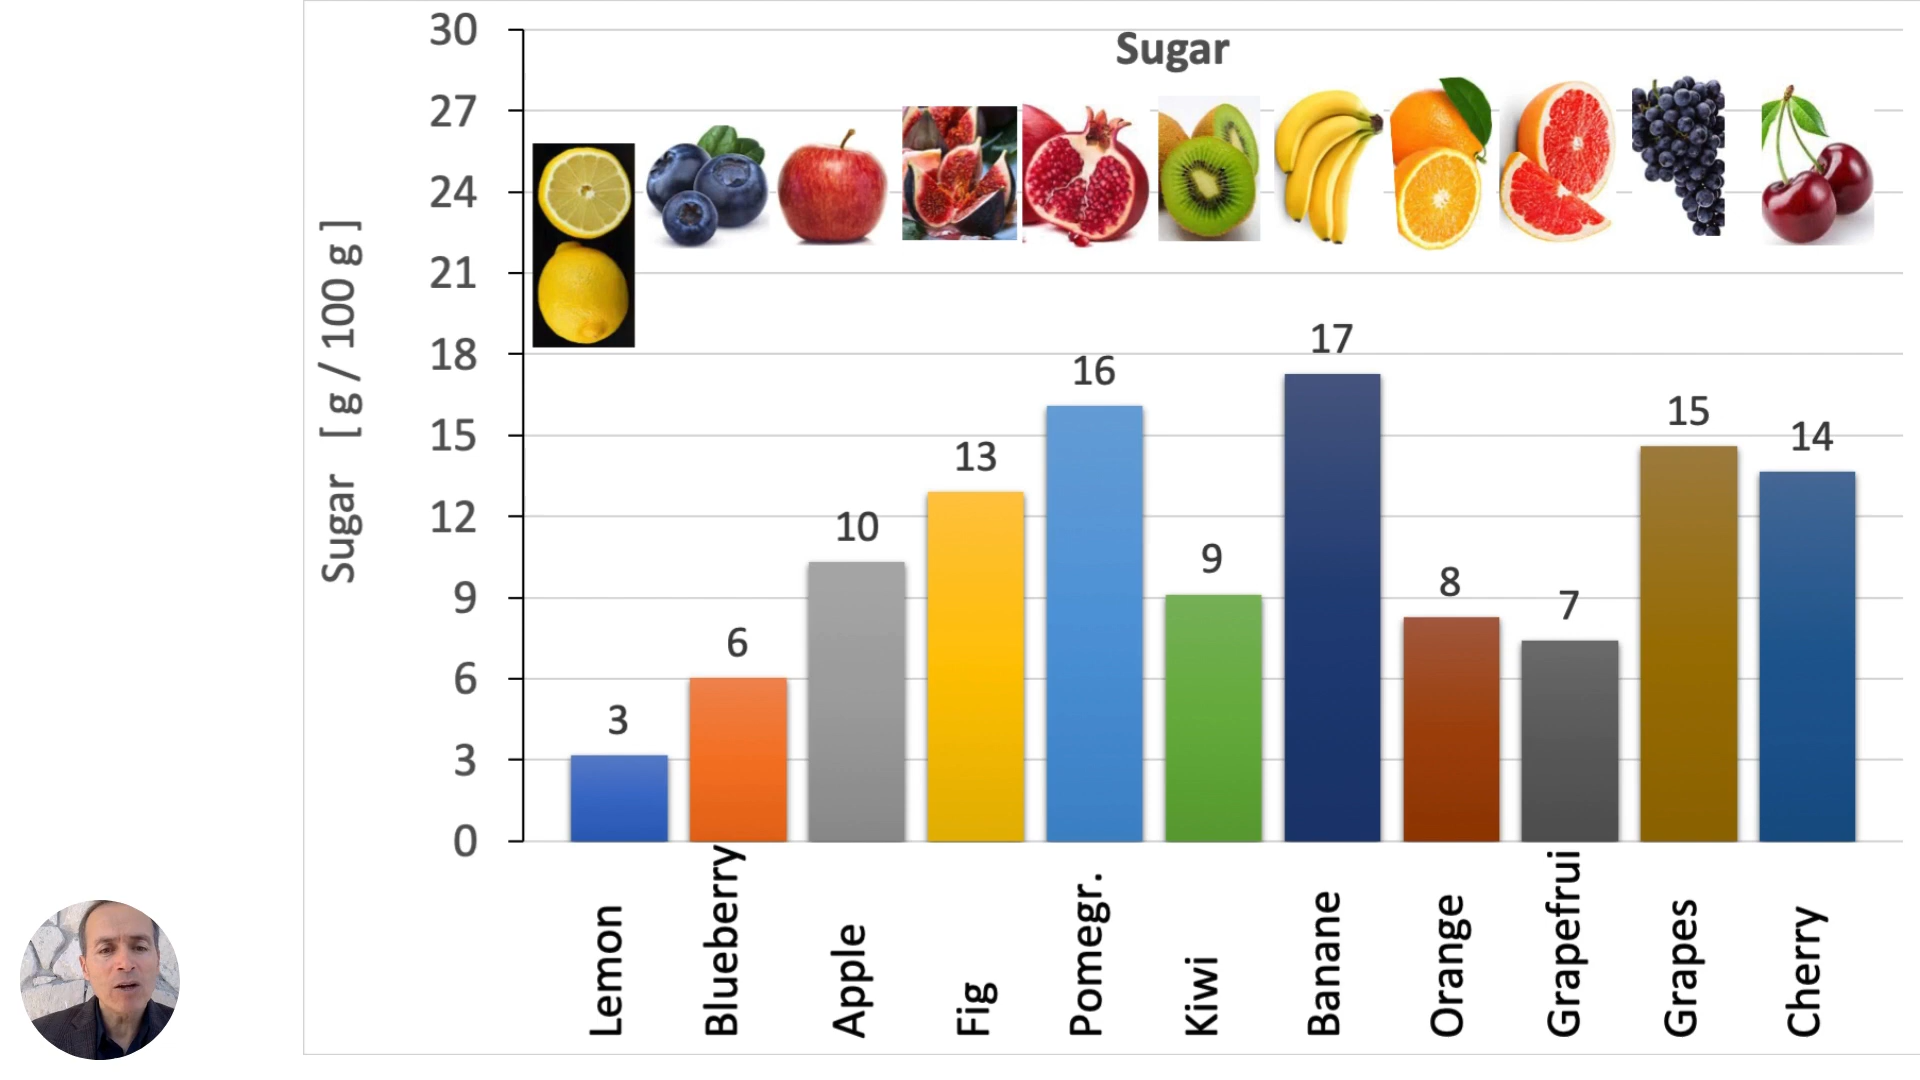 Sugar
Sugar [ g / 100 g ]
30
27
24
21
18
15
12
9
6
3
0
3
6
10
13
16
9
17
8
7
15
14
Lemon
Blueberry
Apple
Fig
Pomegr.
Kiwi
Banane
Orange
Grapefrui
Grapes
Cherry